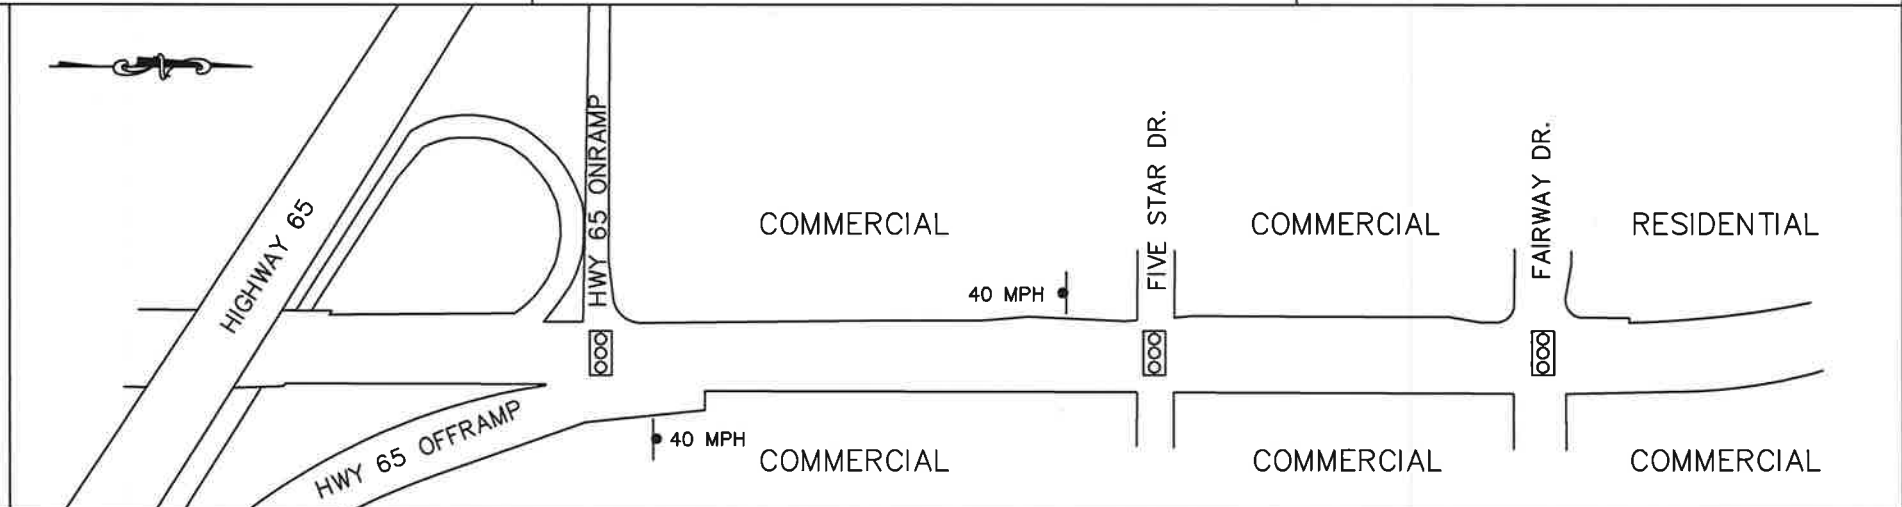 HIGHWAY 65
HWY 65 ONRAMP
COMMERCIAL
40 MPH
FIVE STAR DR.
COMMERCIAL
FAIRWAY DR.
RESIDENTIAL
HWY 65 OFFRAMP
40 MPH
COMMERCIAL
COMMERCIAL
COMMERCIAL